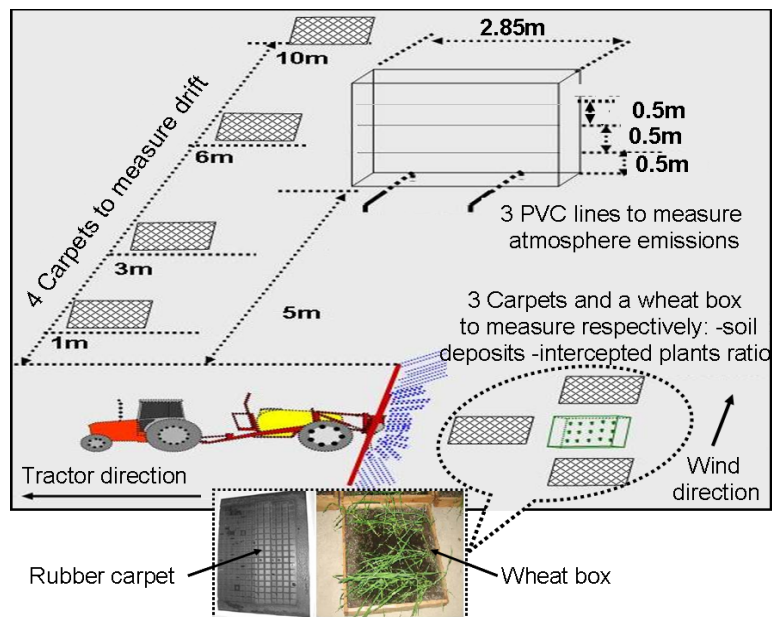 2.85m
10m
0.5m
0.5m
0.5m
6m
4 Carpets to measure drift
3 PVC lines to measure
atmosphere emissions
3m
5m
3 Carpets and a wheat box
to measure respectively: -soil
deposits -intercepted plants ratio
1m
Tractor direction
Wind
direction
Rubber carpet
Wheat box